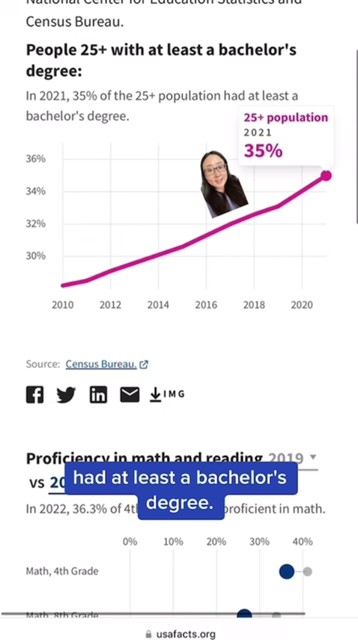 National Center for Education Statistics and
Census Bureau.
People 25+ with at least a bachelor's
degree:
In 2021, 35% of the 25+ population had at least a
bachelor's degree.
25+ population
2021
35%
36%
34%
32%
30%
2010 2012 2014 2016 2018 2020
Source: Census Bureau.
IMG
Proficiency in math and reading 2019
vs 20
had at least a bachelor's
degree.
In 2022, 36.3% of 4t proficient in math.
0% 10% 20% 30% 40%
Math, 4th Grade
Math, 8th Grade
usafacts.org